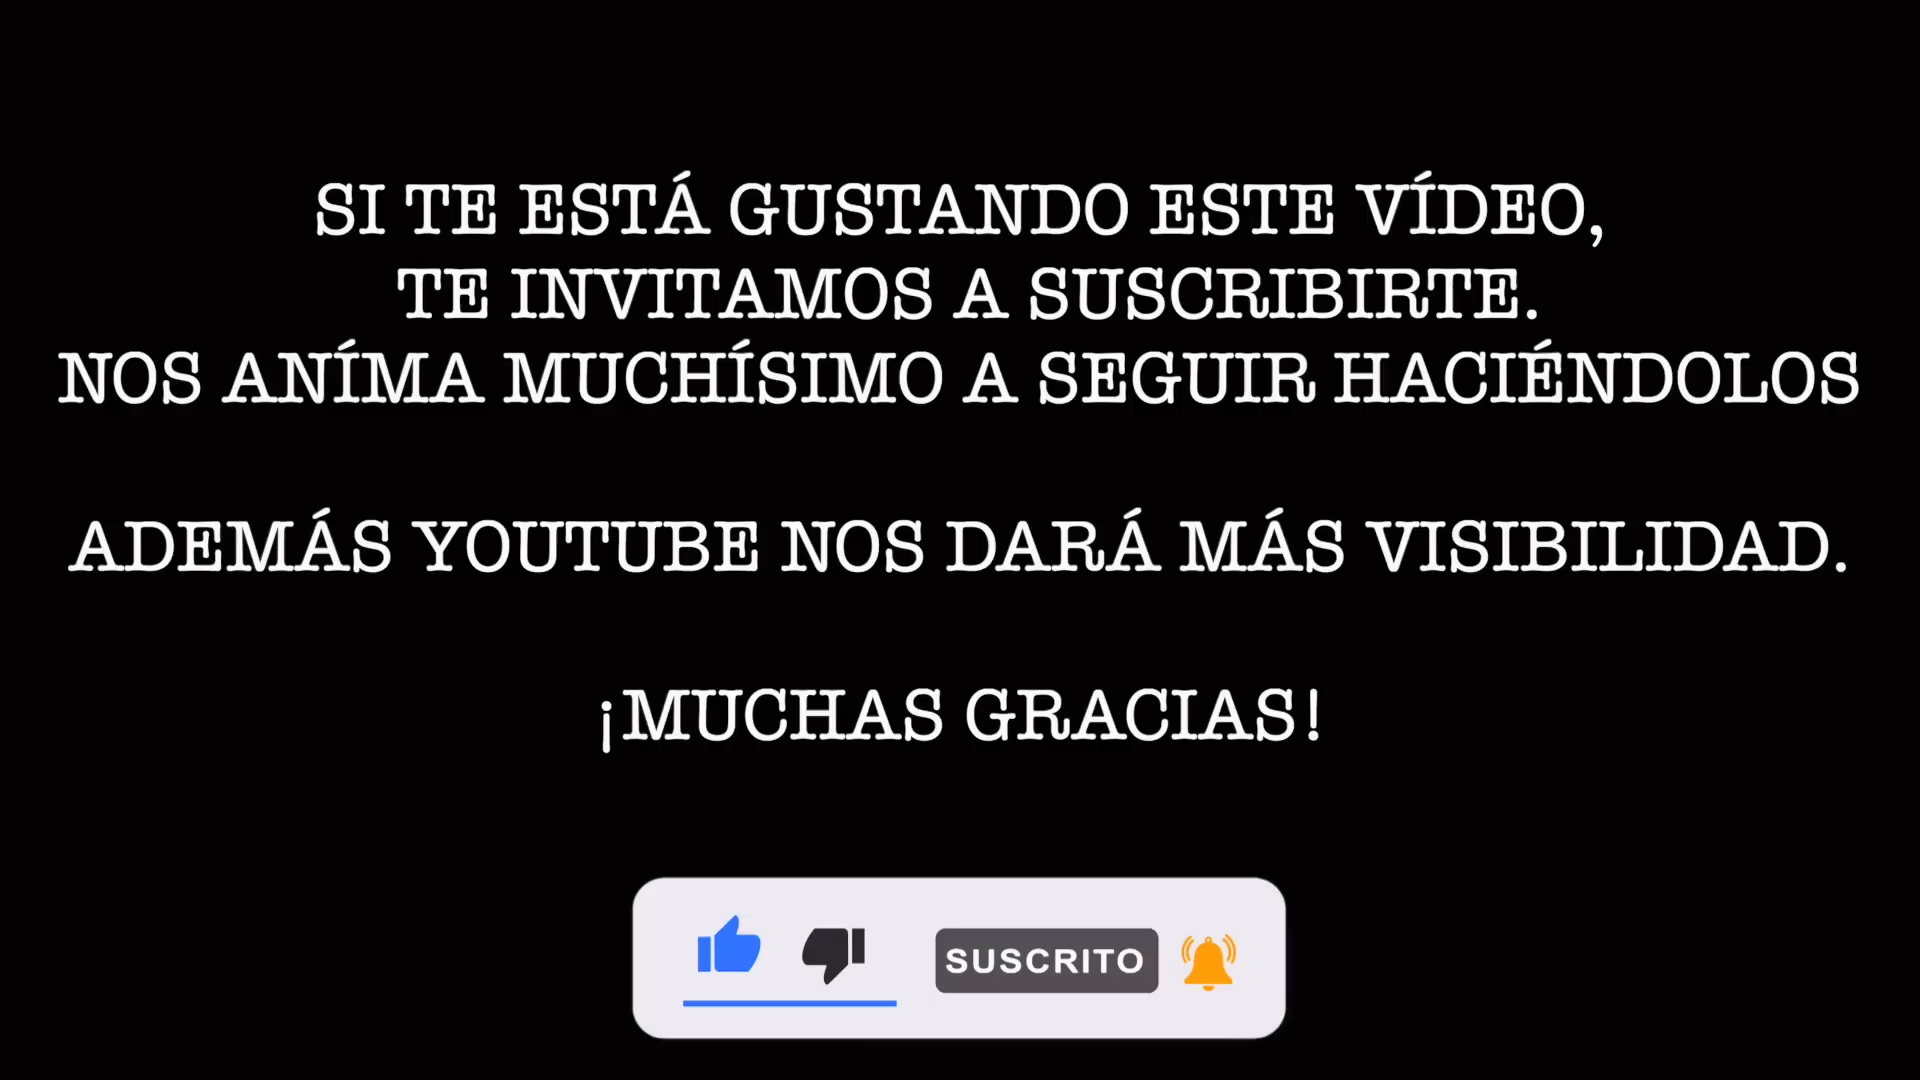 SI TE ESTÁ GUSTANDO ESTE VÍDEO,
TE INVITAMOS A SUSCRIBIRTE.
NOS ANÍMA MUCHÍSIMO A SEGUIR HACIÉNDOLOS
ADEMÁS YOUTUBE NOS DARÁ MÁS VISIBILIDAD.
¡MUCHAS GRACIAS!
SUSCRITO